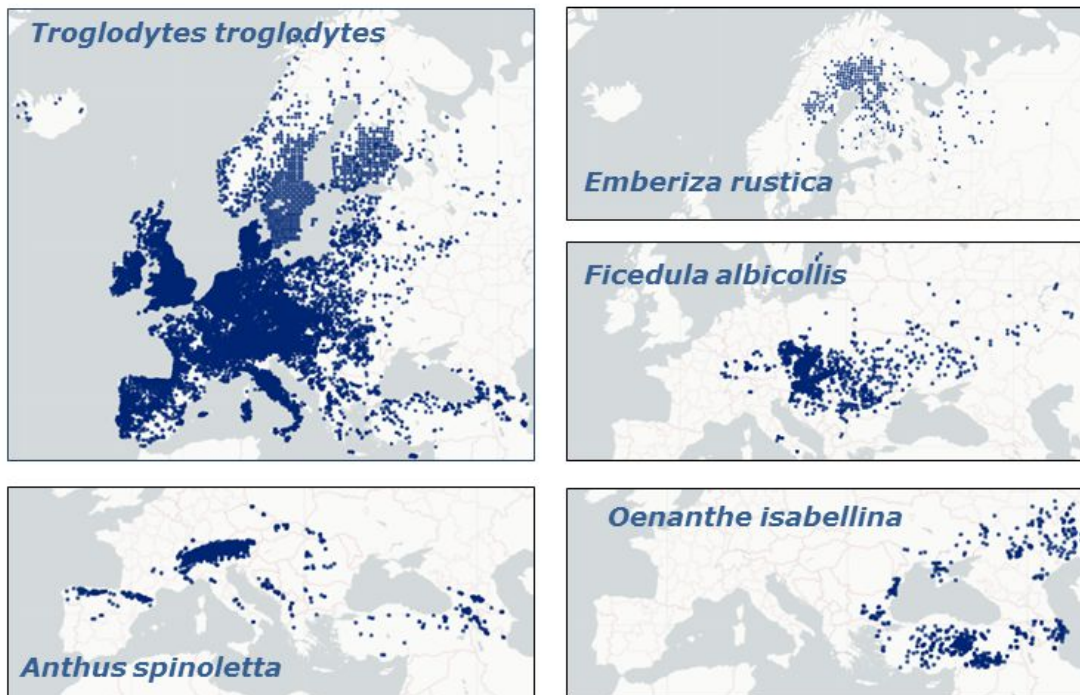 Troglodytes troglodytes
Emberiza rustica
Ficedula albicollis
Anthus spinoletta
Oenanthe isabellina